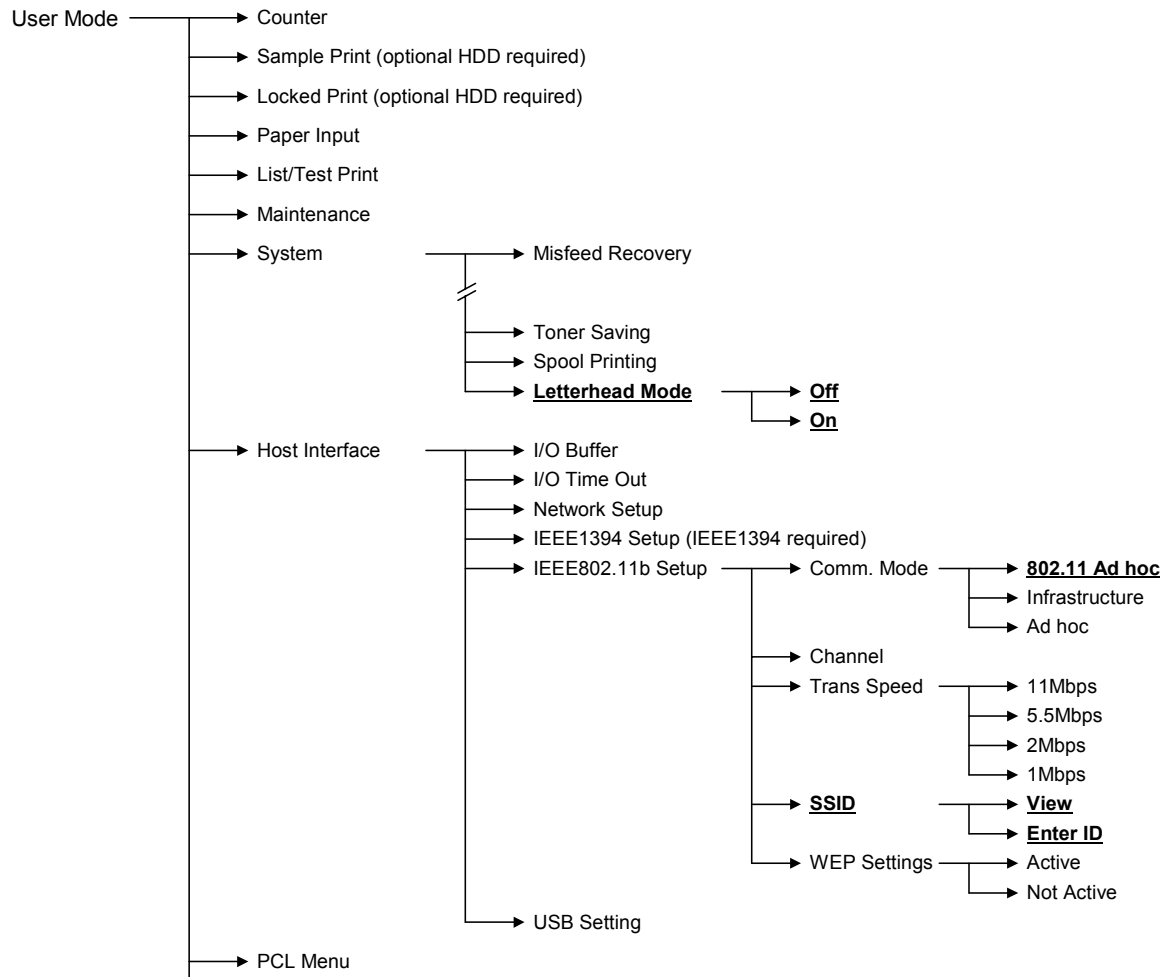 User Mode
Counter
Sample Print (optional HDD required)
Locked Print (optional HDD required)
Paper Input
List/Test Print
Maintenance
System
Misfeed Recovery
Toner Saving
Spool Printing
Letterhead Mode
Off
On
Host Interface
I/O Buffer
I/O Time Out
Network Setup
IEEE1394 Setup (IEEE1394 required)
IEEE802.11b Setup
Comm. Mode
802.11 Ad hoc
Infrastructure
Ad hoc
Channel
Trans Speed
11Mbps
5.5Mbps
2Mbps
1Mbps
SSID
View
Enter ID
WEP Settings
Active
Not Active
USB Setting
PCL Menu